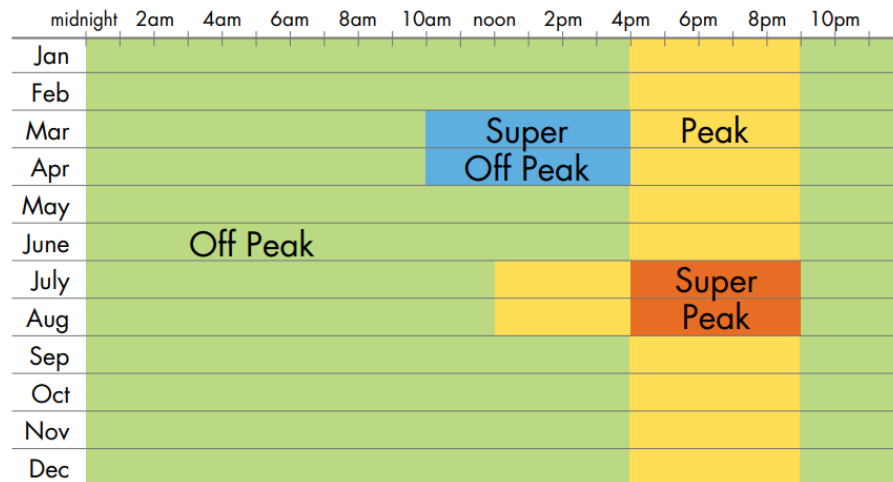 midnight 2am 4am 6am 8am 10am noon 2pm 4pm 6pm 8pm 10pm
Jan
Feb
Mar Super Peak
Apr Off Peak
May
June Off Peak
July Super
Aug Peak
Sep
Oct
Nov
Dec